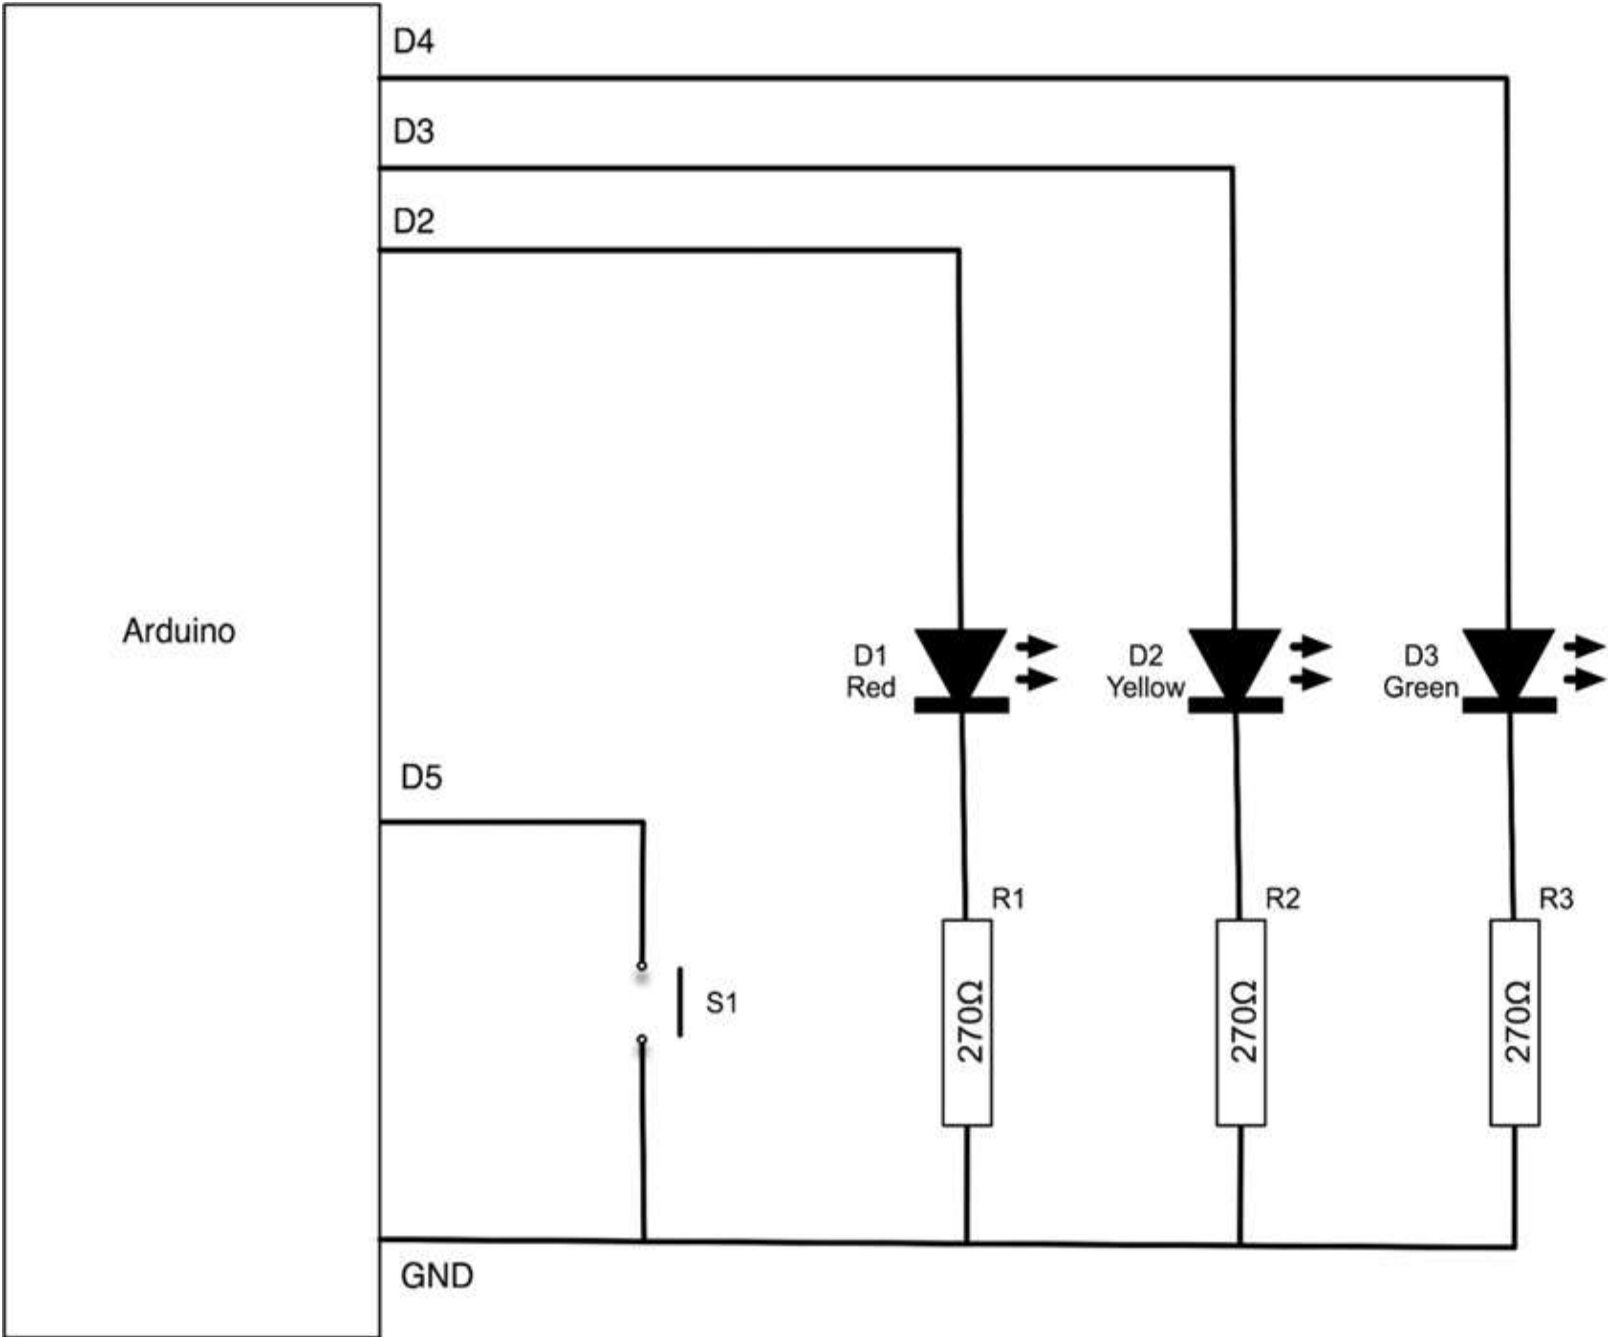 D4
D3
D2
Arduino
D1
Red
D2
Yellow
D3
Green
D5
R1
R2
R3
S1
270Ω
270Ω
270Ω
GND